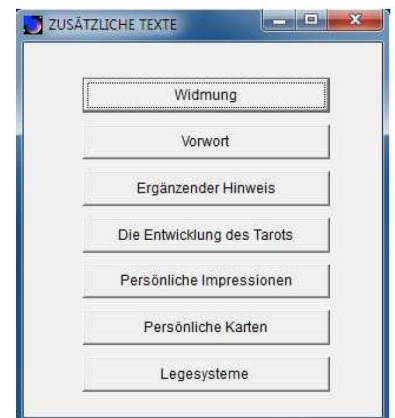 ZUSÄTZLICHE TEXTE
Widmung
Vorwort
Ergänzender Hinweis
Die Entwicklung des Tarots
Persönliche Impressionen
Persönliche Karten
Legesysteme